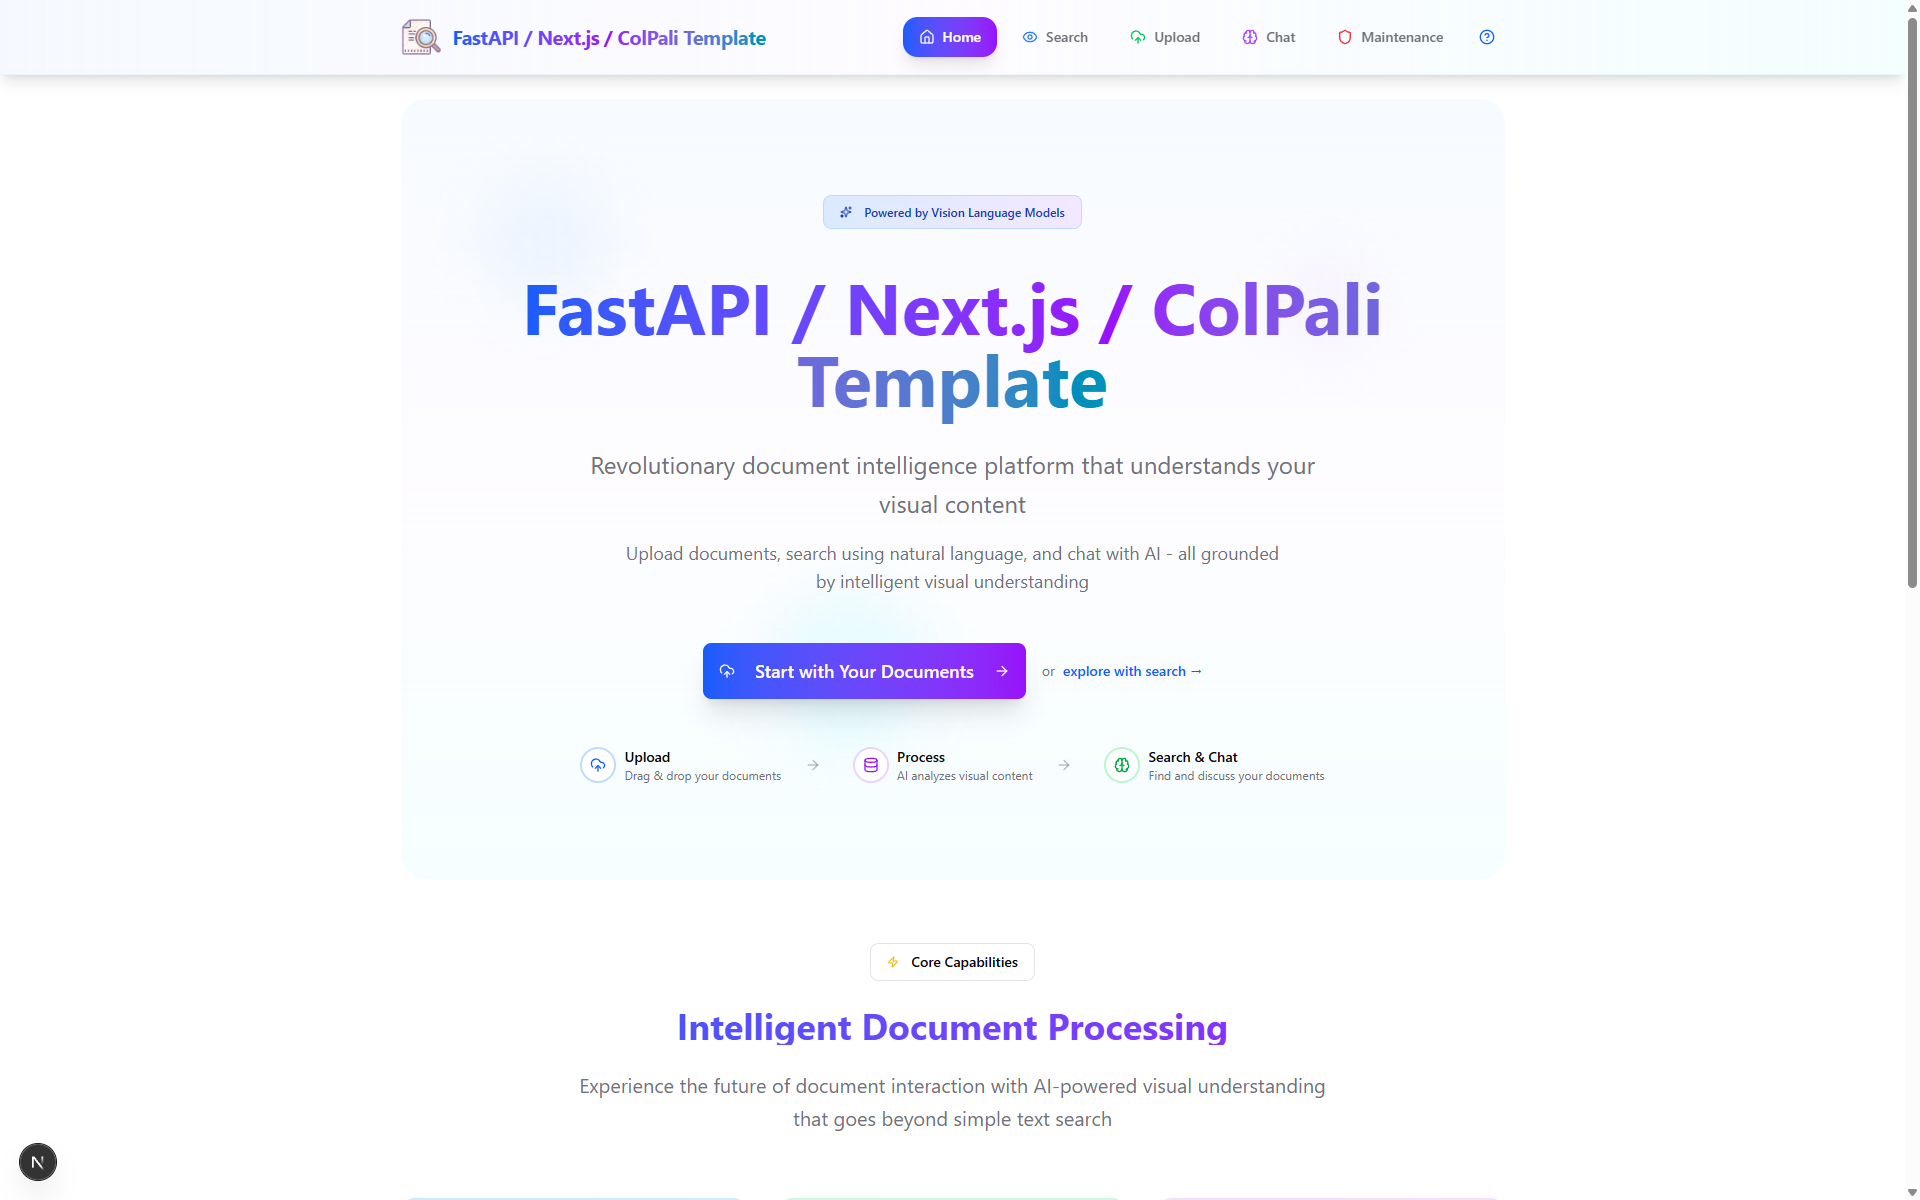 FastAPI / Next.js / ColPali Template
Home
Search
Upload
Chat
Maintenance
Powered by Vision Language Models
FastAPI / Next.js / ColPali
Template
Revolutionary document intelligence platform that understands your
visual content
Upload documents, search using natural language, and chat with AI - all grounded
by intelligent visual understanding
Start with Your Documents →
or explore with search →
Upload
Drag & drop your documents
Process
AI analyzes visual content
Search & Chat
Find and discuss your documents
Core Capabilities
Intelligent Document Processing
Experience the future of document interaction with AI-powered visual understanding
that goes beyond simple text search
N